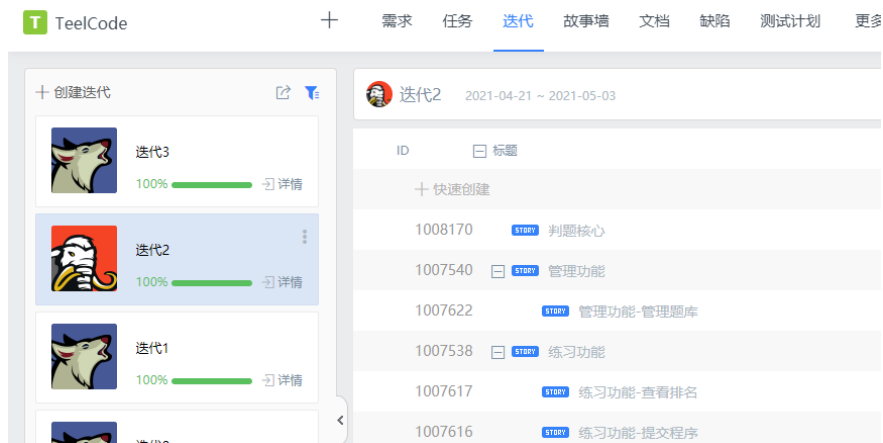 T TeelCode
需求 任务 迭代 故事墙 文档 缺陷 测试计划 更多
创建迭代
迭代3
100% 详情
迭代2
100% 详情
迭代1
100% 详情
迭代2 2021-04-21 ~ 2021-05-03
ID 标题
快速创建
1008170 STORY 判题核心
1007540 STORY 管理功能
1007622 STORY 管理功能-管理题库
1007538 STORY 练习功能
1007617 STORY 练习功能-查看排名
1007616 STORY 练习功能-提交程序